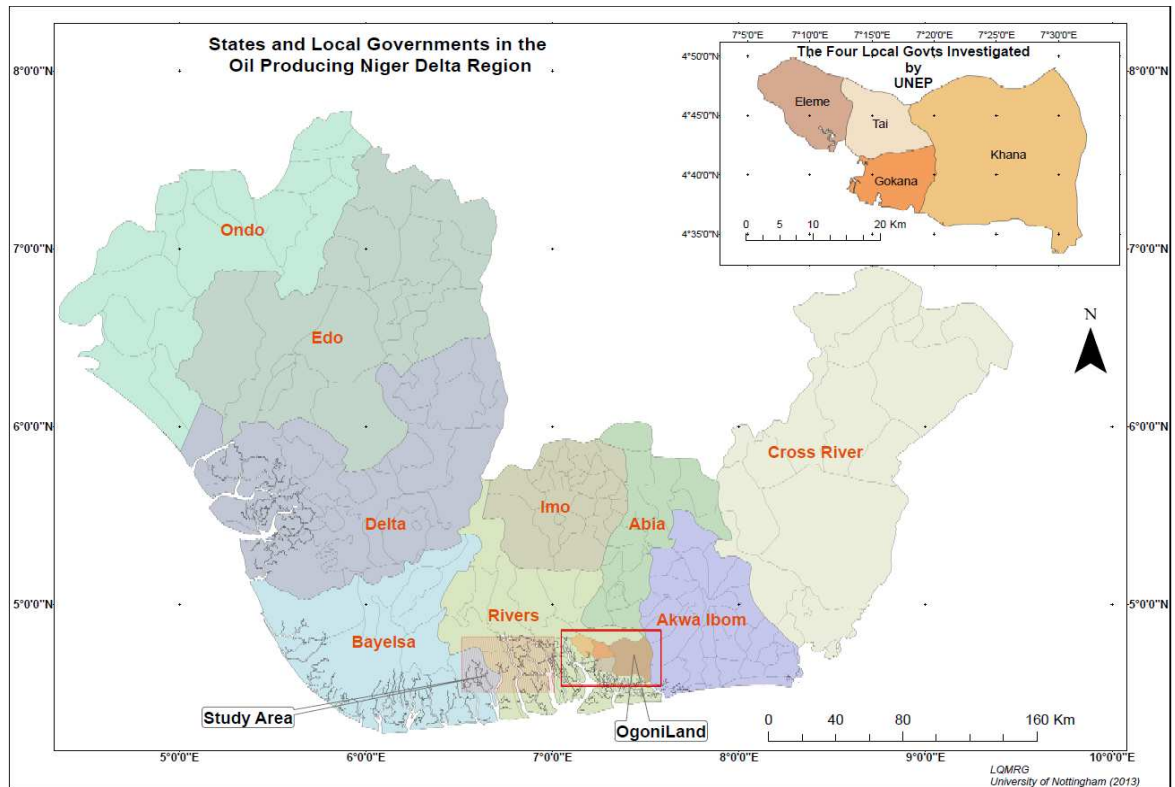 States and Local Governments in the
Oil Producing Niger Delta Region
7°5'0"E 7°10'0"E 7°15'0"E 7°20'0"E 7°25'0"E 7°30'0"E
The Four Local Govts Investigated
by
UNEP
8°0'0"N
8°0'0"N
4°50'0"N
4°45'0"N
4°40'0"N
4°35'0"N
Eleme
Tai
Khana
Gokana
0 5 10 20 Km
7°0'0"N
7°0'0"N
Ondo
Edo
N
6°0'0"N
6°0'0"N
Cross River
Imo
Abia
Delta
5°0'0"N
5°0'0"N
Rivers
Akwa Ibom
Bayelsa
Study Area
OgoniLand
0 40 80 160 Km
5°0'0"E 6°0'0"E 7°0'0"E 8°0'0"E 9°0'0"E 10°0'0"E
LQMRG
University of Nottingham (2013)